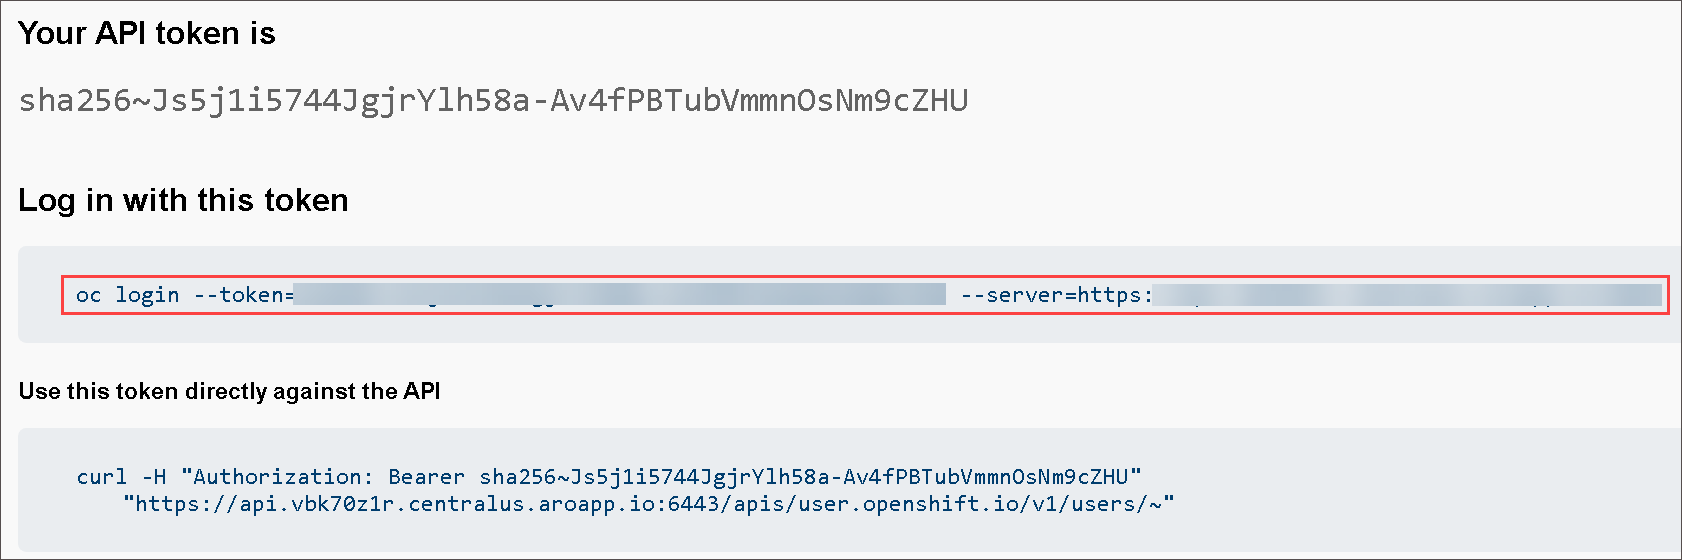 Your API token is
sha256~Js5j1i5744JgjrYlh58a-Av4fPBTubVmmnOsNm9cZHU
Log in with this token
oc login --token= --server=https:
Use this token directly against the API
curl -H "Authorization: Bearer sha256~Js5j1i5744JgjrYlh58a-Av4fPBTubVmmnOsNm9cZHU"
"https://api.vbk70z1r.centralus.aroapp.io:6443/apis/user.openshift.io/v1/users/~"